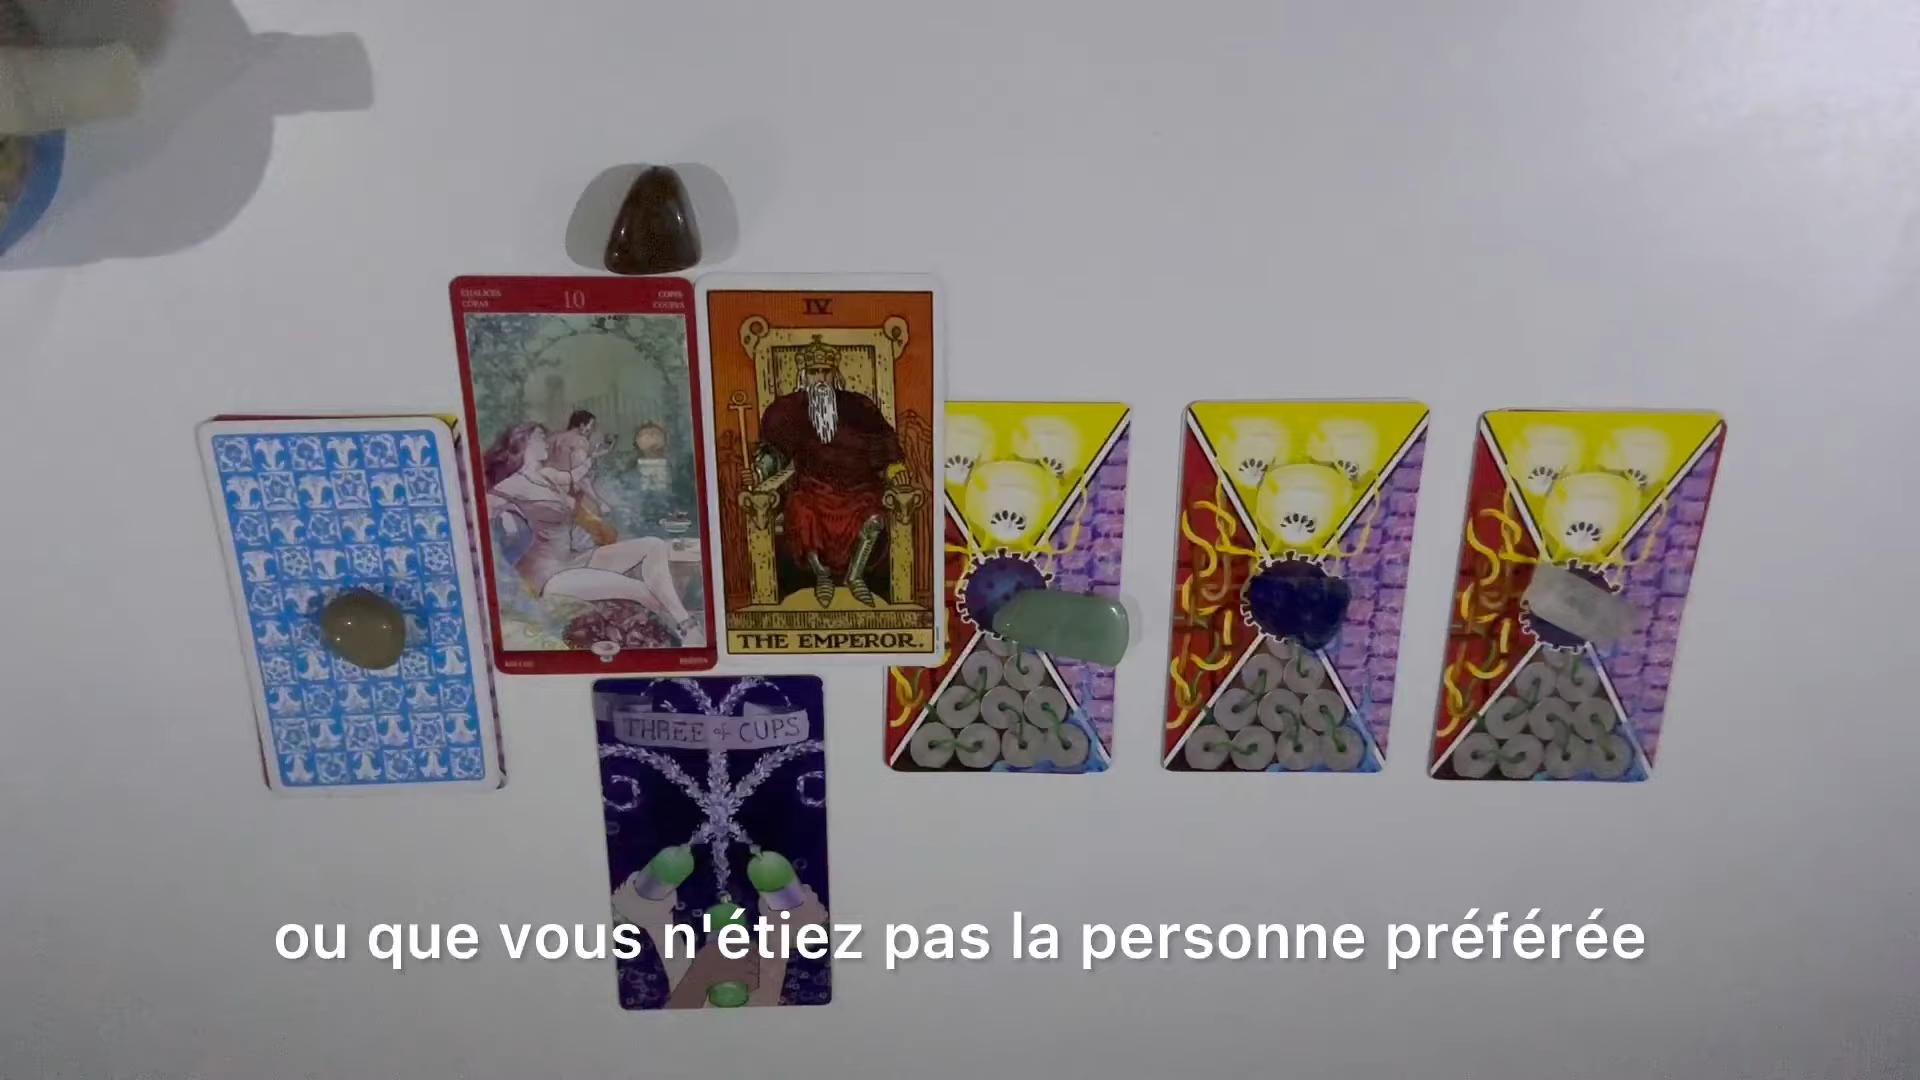 CHALICES
COPAS
10
COPPE
COUPES
IV
THE EMPEROR.
THREE of CUPS
ou que vous n'étiez pas la personne préférée